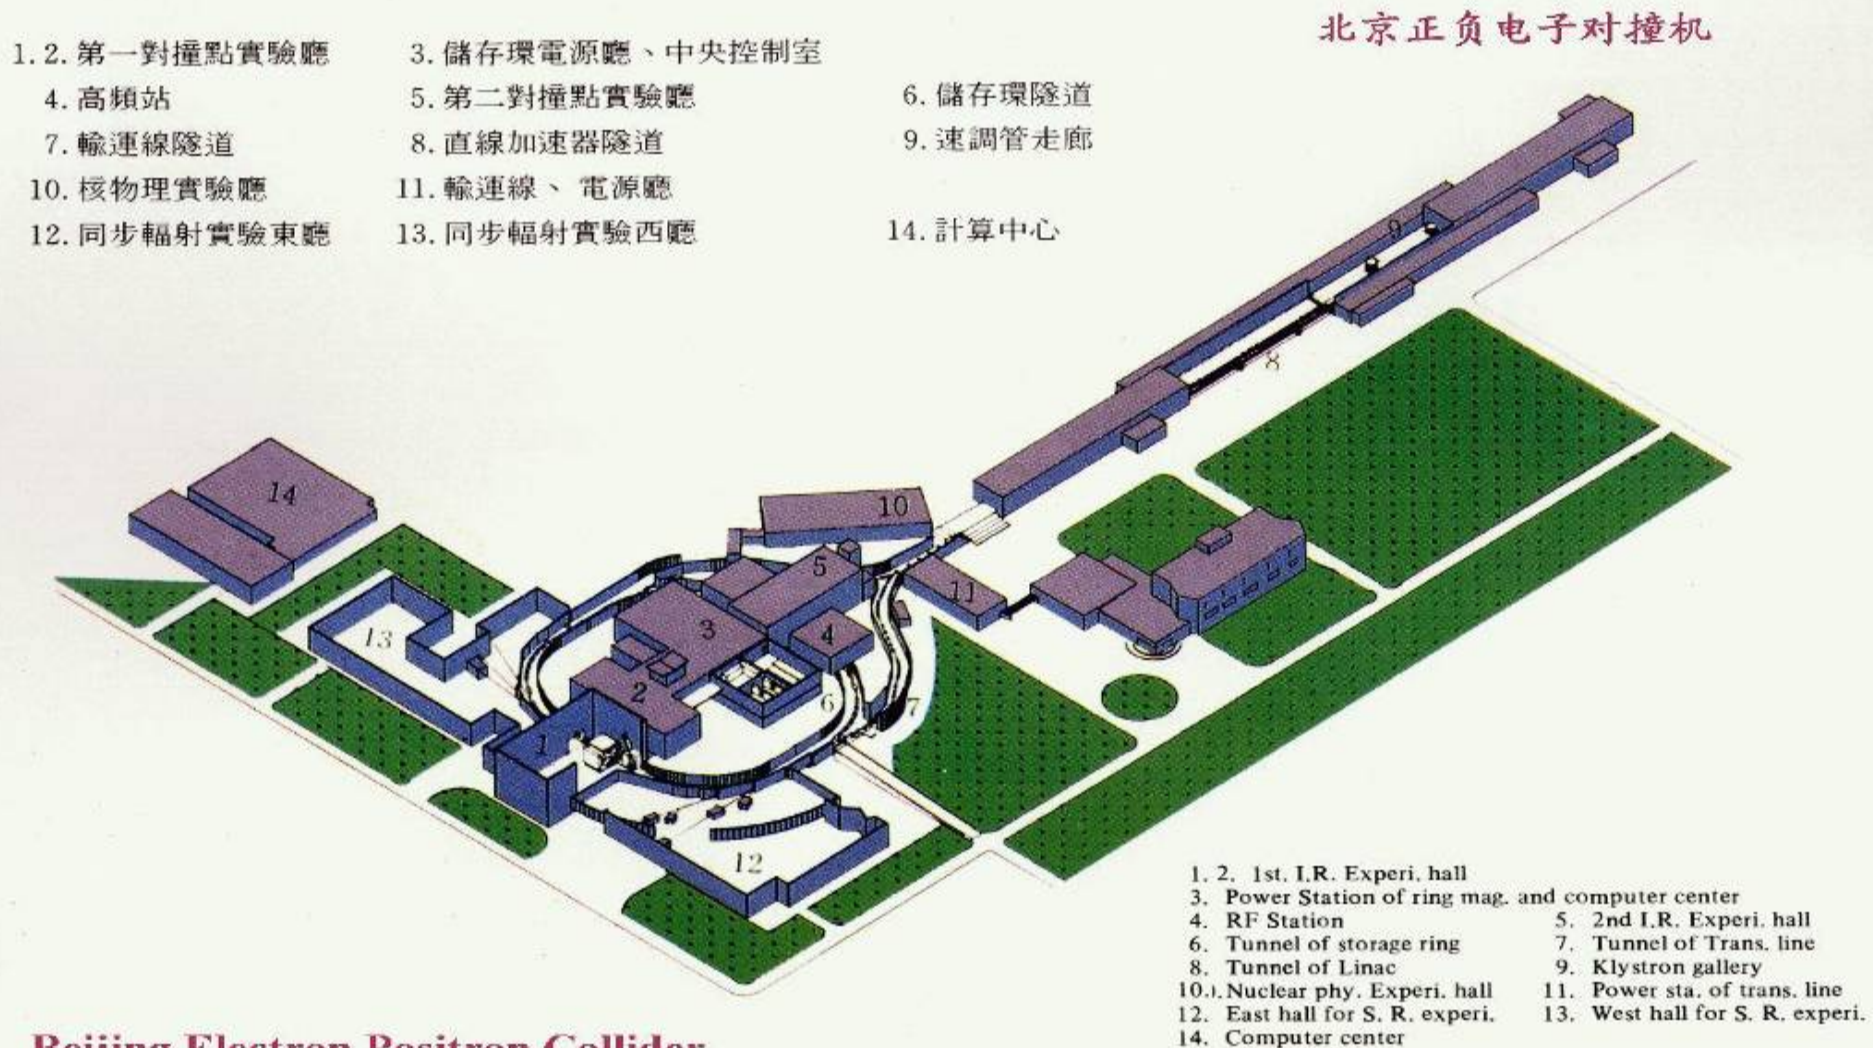 北京正负电子对撞机
1. 2. 第一對撞點實驗廳 3. 儲存環電源廳、中央控制室
4. 高頻站 5. 第二對撞點實驗廳 6. 儲存環隧道
7. 輸運線隧道 8. 直線加速器隧道 9. 速調管走廊
10. 核物理實驗廳 11. 輸運線、 電源廳
12. 同步輻射實驗東廳 13. 同步輻射實驗西廳 14. 計算中心
9
8
14
10
5
11
13
3
4
2
6
7
1
12
1. 2. 1st. I.R. Experi. hall
3. Power Station of ring mag. and computer center
4. RF Station 5. 2nd I.R. Experi. hall
6. Tunnel of storage ring 7. Tunnel of Trans. line
8. Tunnel of Linac 9. Klystron gallery
10.). Nuclear phy. Experi. hall 11. Power sta. of trans. line
12. East hall for S. R. experi. 13. West hall for S. R. experi.
14. Computer center
Beijing Electron Positron Collider